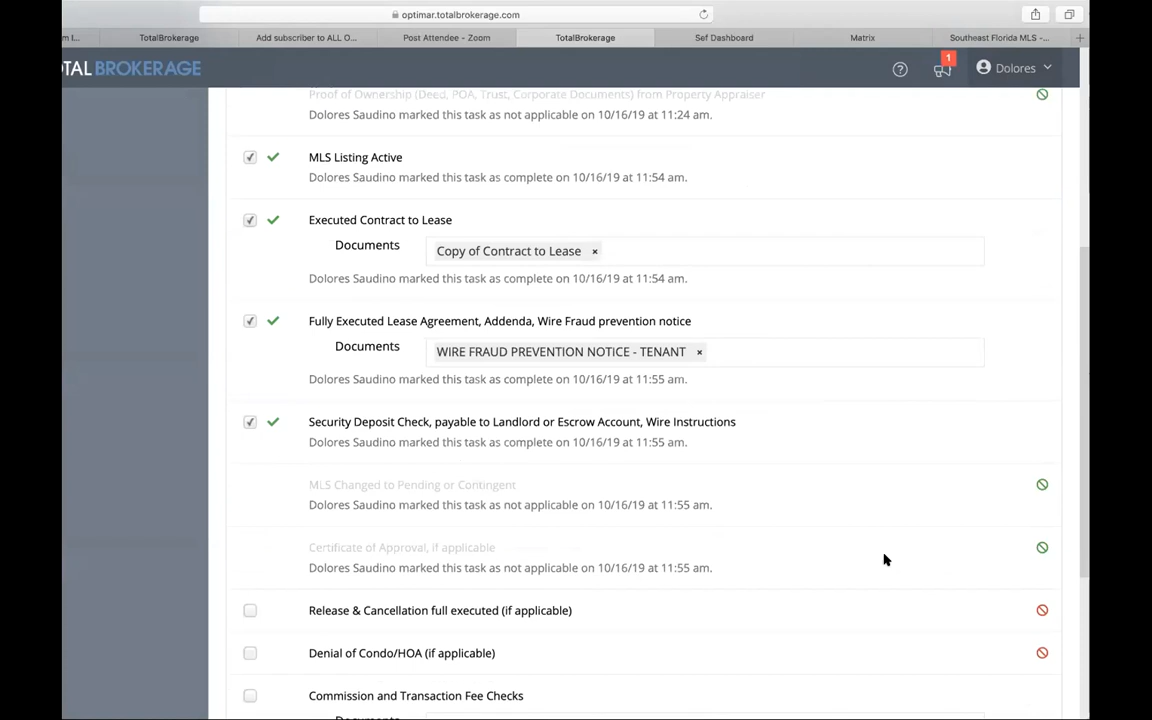 optimar.totalbrokerage.com
m I... TotalBrokerage Add subscriber to ALL O... Post Attendee - Zoom TotalBrokerage Sef Dashboard Matrix Southeast Florida MLS -...
TAL BROKERAGE 1 Dolores
Proof of Ownership (Deed, POA, Trust, Corporate Documents) from Property Appraiser
Dolores Saudino marked this task as not applicable on 10/16/19 at 11:24 am.
MLS Listing Active
Dolores Saudino marked this task as complete on 10/16/19 at 11:54 am.
Executed Contract to Lease
Documents Copy of Contract to Lease ×
Dolores Saudino marked this task as complete on 10/16/19 at 11:54 am.
Fully Executed Lease Agreement, Addenda, Wire Fraud prevention notice
Documents WIRE FRAUD PREVENTION NOTICE - TENANT ×
Dolores Saudino marked this task as complete on 10/16/19 at 11:55 am.
Security Deposit Check, payable to Landlord or Escrow Account, Wire Instructions
Dolores Saudino marked this task as complete on 10/16/19 at 11:55 am.
MLS Changed to Pending or Contingent
Dolores Saudino marked this task as not applicable on 10/16/19 at 11:55 am.
Certificate of Approval, if applicable
Dolores Saudino marked this task as not applicable on 10/16/19 at 11:55 am.
Release & Cancellation full executed (if applicable)
Denial of Condo/HOA (if applicable)
Commission and Transaction Fee Checks
Documents